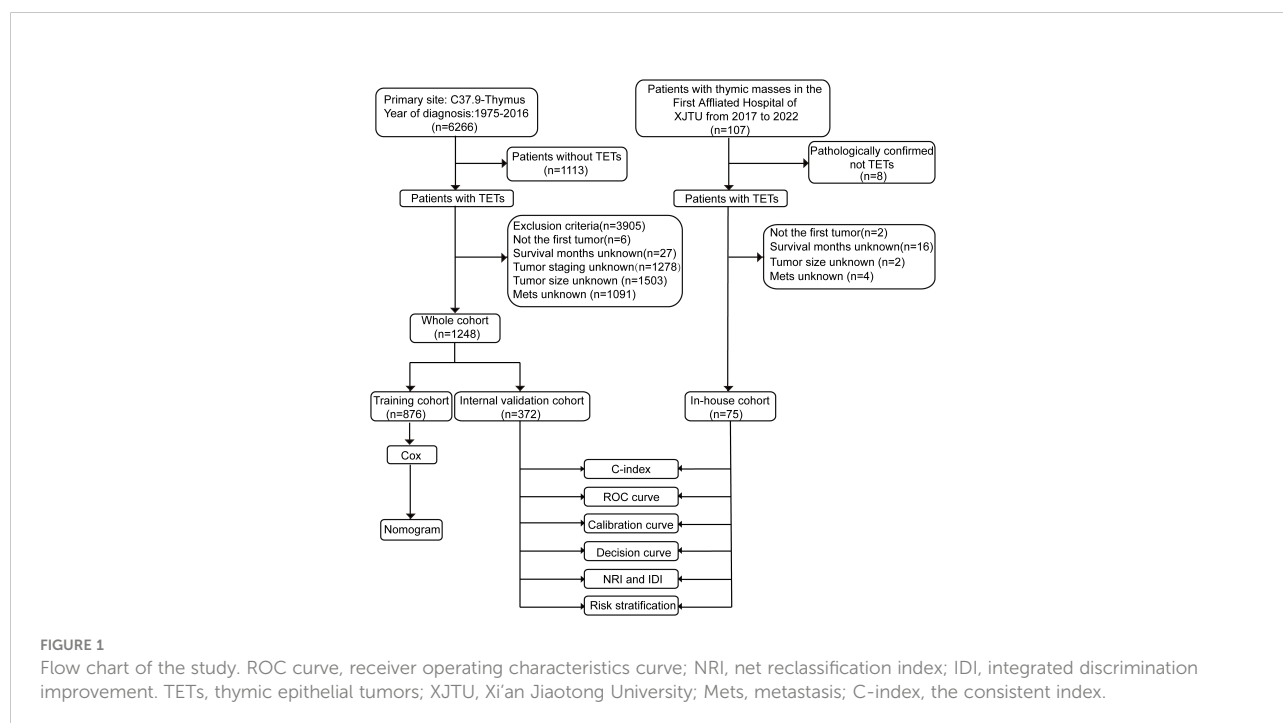 Primary site: C37.9-Thymus
Year of diagnosis:1975-2016
(n=6266)
Patients without TETs
(n=1113)
Patients with TETs
Exclusion criteria(n=3905)
Not the first tumor(n=6)
Survival months unknown(n=27)
Tumor staging unknown(n=1278)
Tumor size unknown (n=1503)
Mets unknown (n=1091)
Whole cohort
(n=1248)
Training cohort
(n=876)
Internal validation cohort
(n=372)
Cox
Nomogram
Patients with thymic masses in the
First Affliated Hospital of
XJTU from 2017 to 2022
(n=107)
Pathologically confirmed
not TETs
(n=8)
Patients with TETs
Not the first tumor(n=2)
Survival months unknown(n=16)
Tumor size unknown (n=2)
Mets unknown (n=4)
In-house cohort
(n=75)
C-index
ROC curve
Calibration curve
Decision curve
NRI and IDI
Risk stratification
FIGURE 1
Flow chart of the study. ROC curve, receiver operating characteristics curve; NRI, net reclassification index; IDI, integrated discrimination
improvement. TETs, thymic epithelial tumors; XJTU, Xi'an Jiaotong University; Mets, metastasis; C-index, the consistent index.